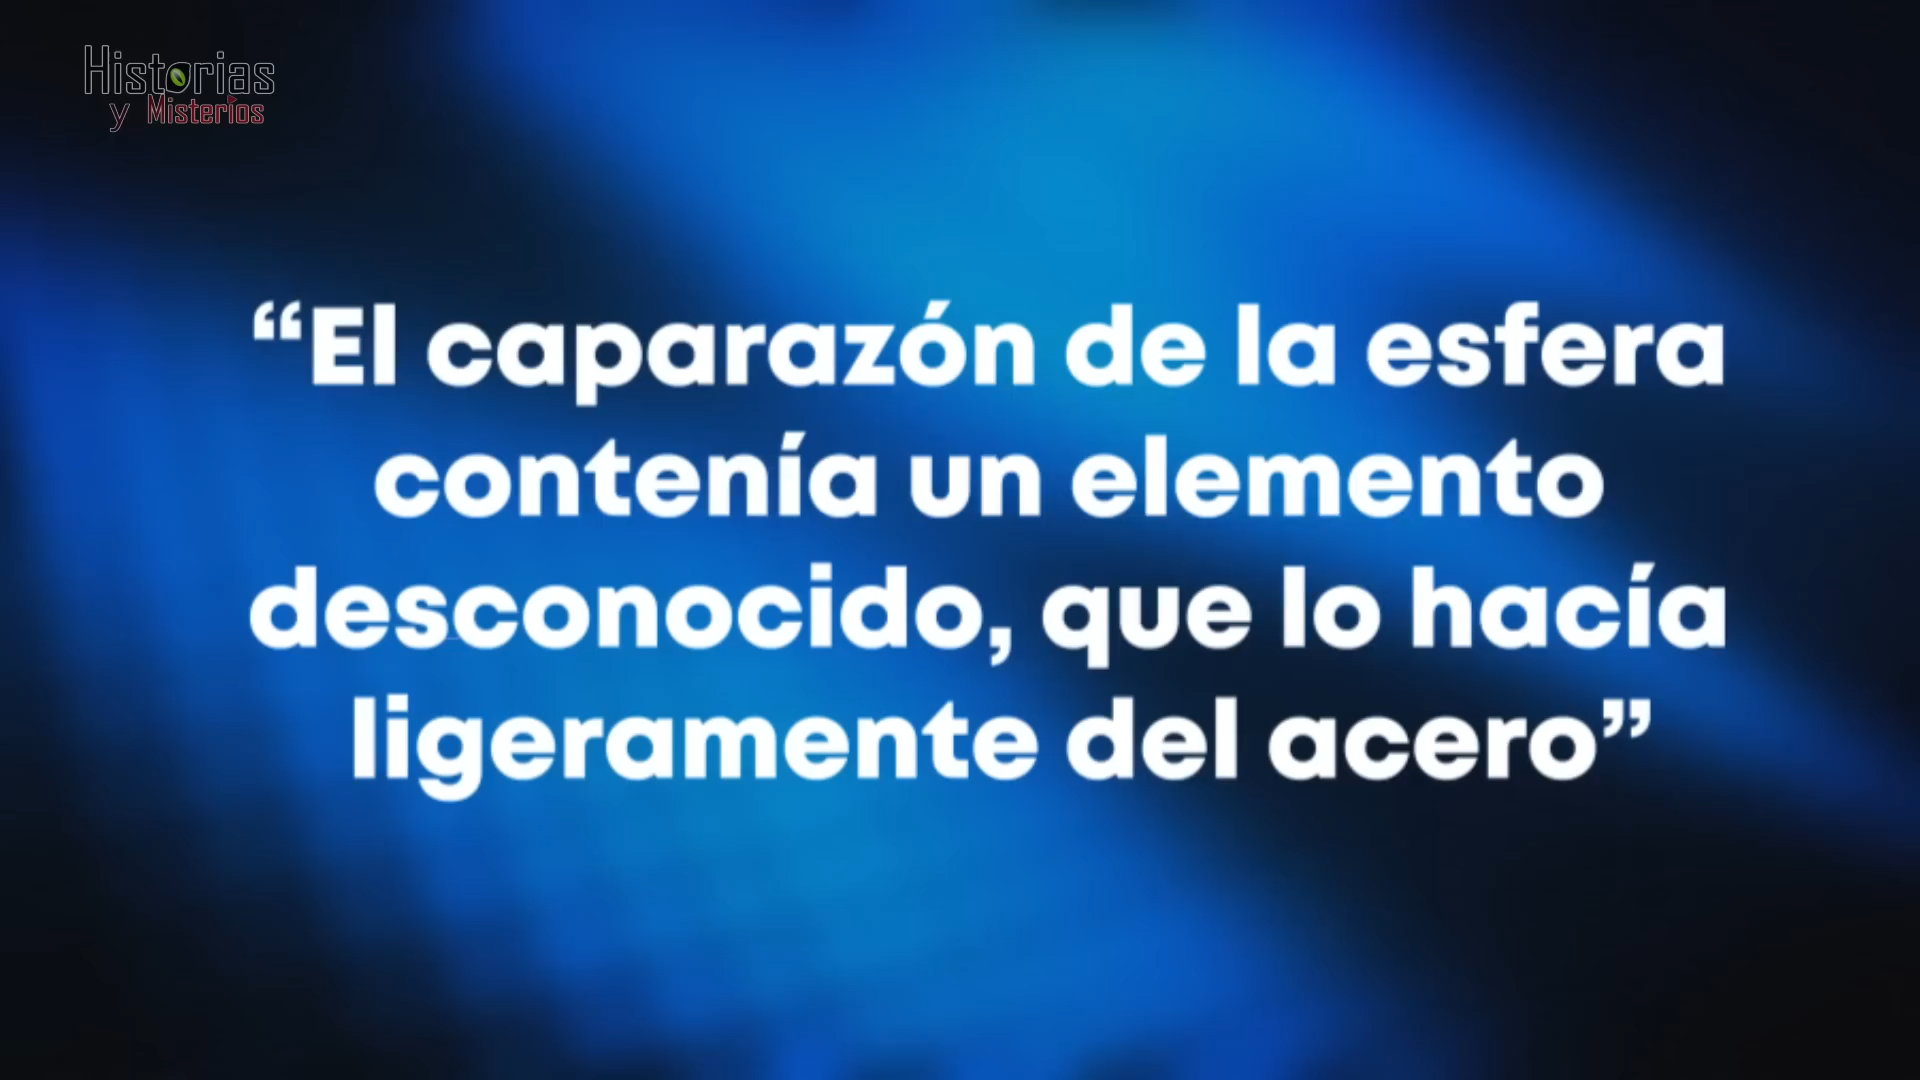 Historias
y Misterios
“El caparazón de la esfera
contenía un elemento
desconocido, que lo hacía
ligeramente del acero”